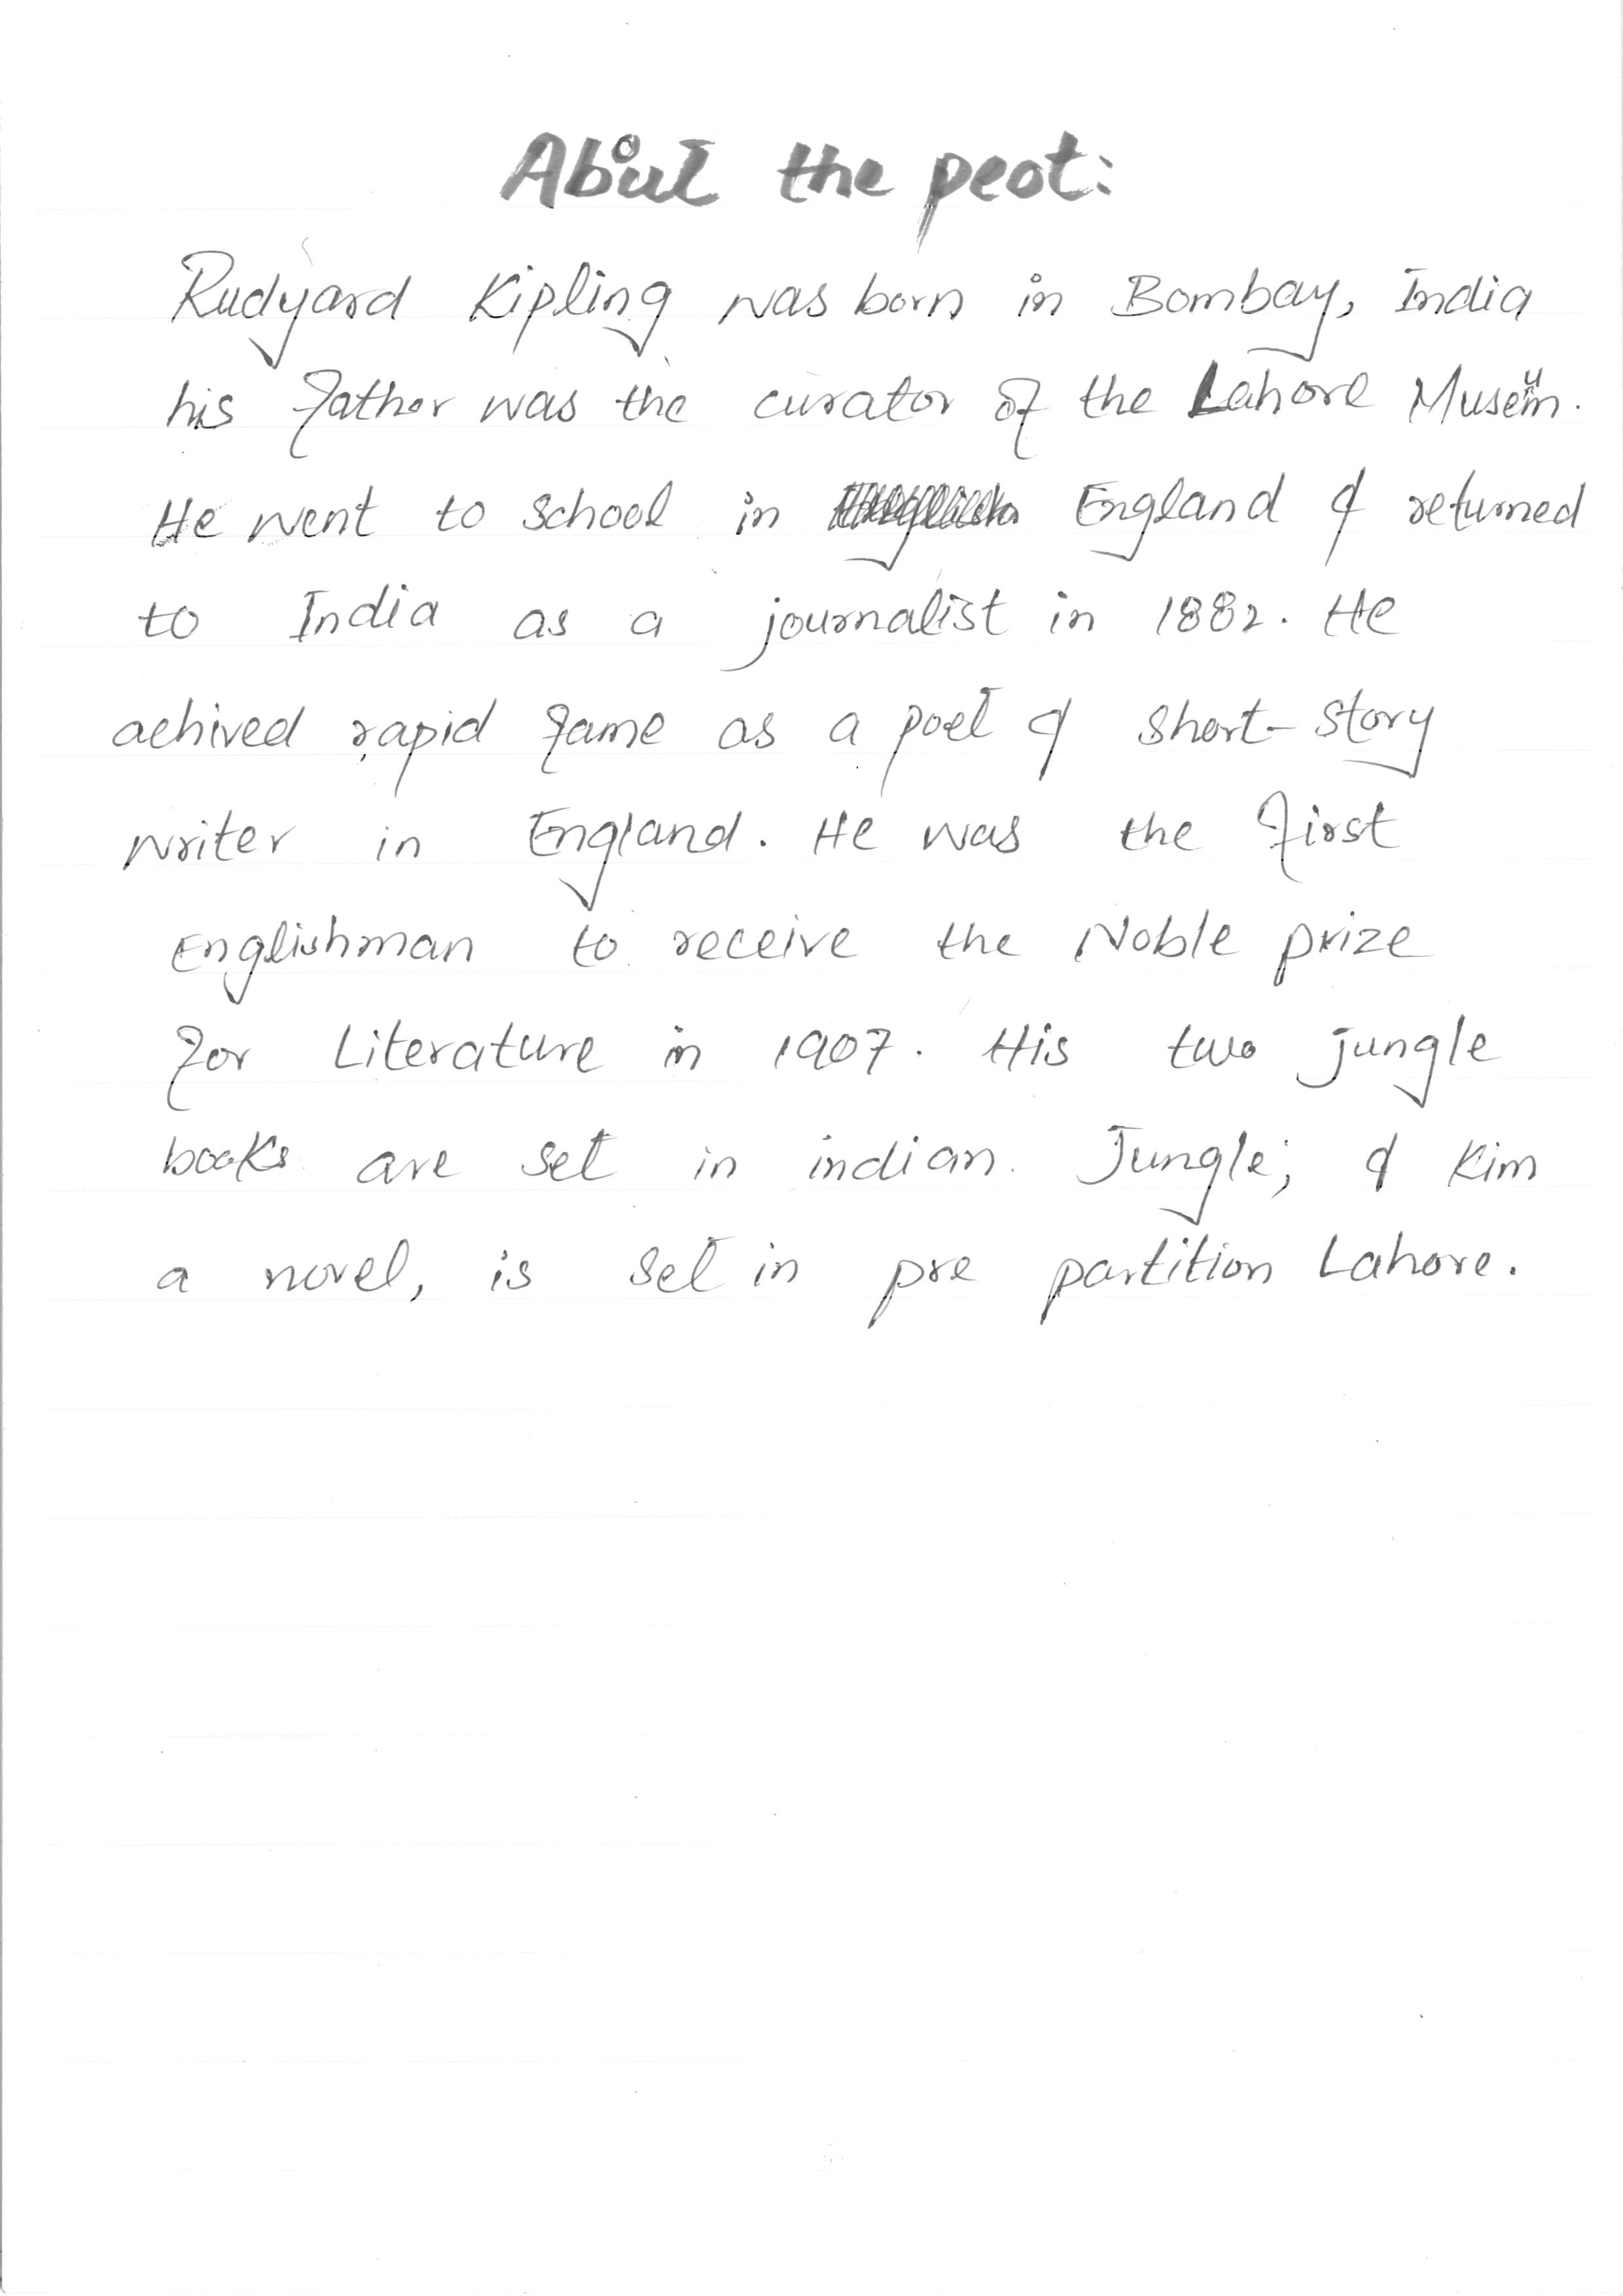 About the peot:
Rudyard Kipling was born in Bombay, India
his father was the curator of the Lahore Museum.
He went to school in England & returned
to India as a journalist in 1882. He
achived rapid fame as a poet & short-story
writer in England. He was the first
Englishman to receive the Noble prize
for Literature in 1907. His two jungle
books are set in indian Jungle; & Kim
a novel, is set in pre partition Lahore.